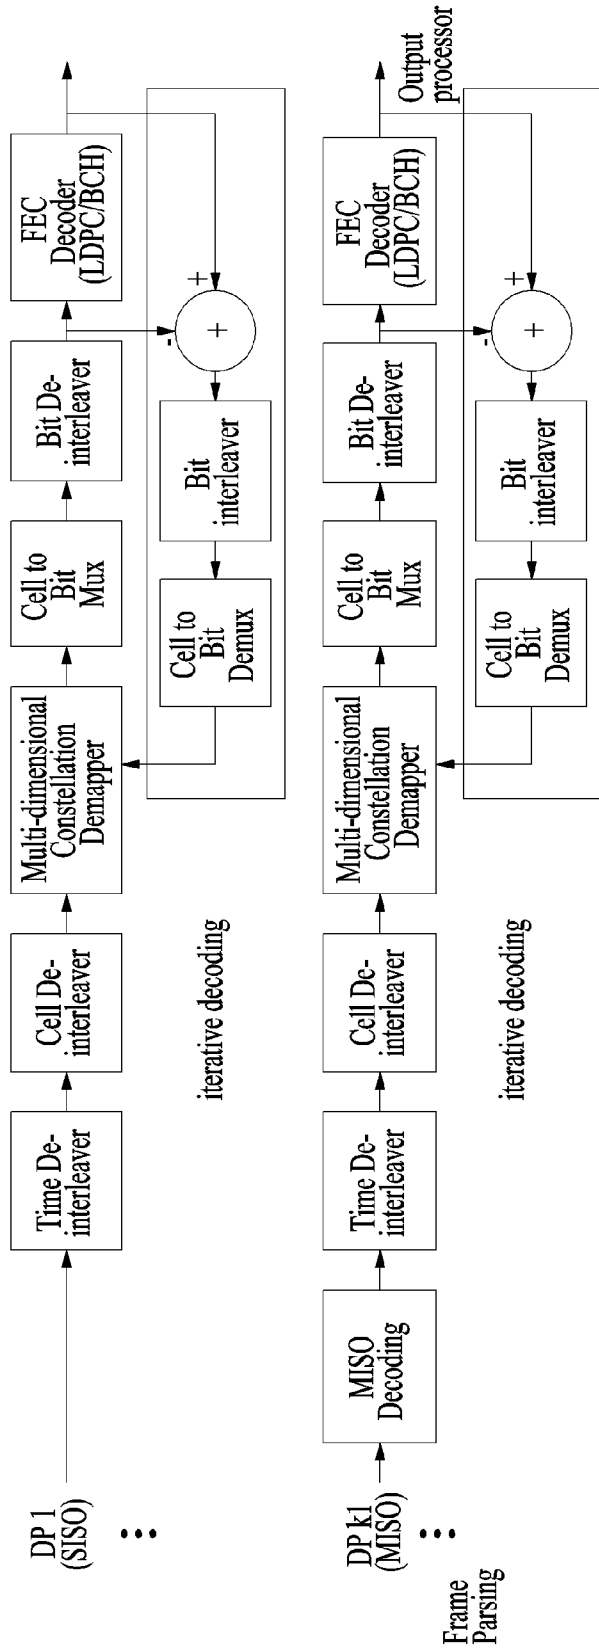 DP 1
(SISO)
Time De-
interleaver
Cell De-
interleaver
Multi-dimensional
Constellation
Demapper
Cell to
Bit
Mux
Bit De-
interleaver
FEC
Decoder
(LDPC/BCH)
Cell to
Bit
Demux
Bit
interleaver
-
+
+
iterative decoding
DP k1
(MISO)
MISO
Decoding
Time De-
interleaver
Cell De-
interleaver
Multi-dimensional
Constellation
Demapper
Cell to
Bit
Mux
Bit De-
interleaver
FEC
Decoder
(LDPC/BCH)
Output
processor
Cell to
Bit
Demux
Bit
interleaver
-
+
+
iterative decoding
Frame
Parsing